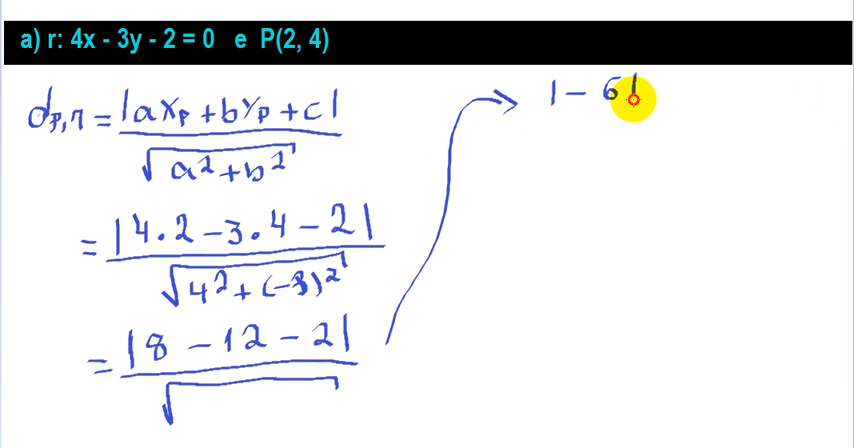 a) r: 4x - 3y - 2 = 0 e P(2, 4)
dP,r = |axP + byP + c|
√a² + b²
= |4.2 - 3.4 - 2|
√4² + (-3)²
= |8 - 12 - 2|
√
|- 6|